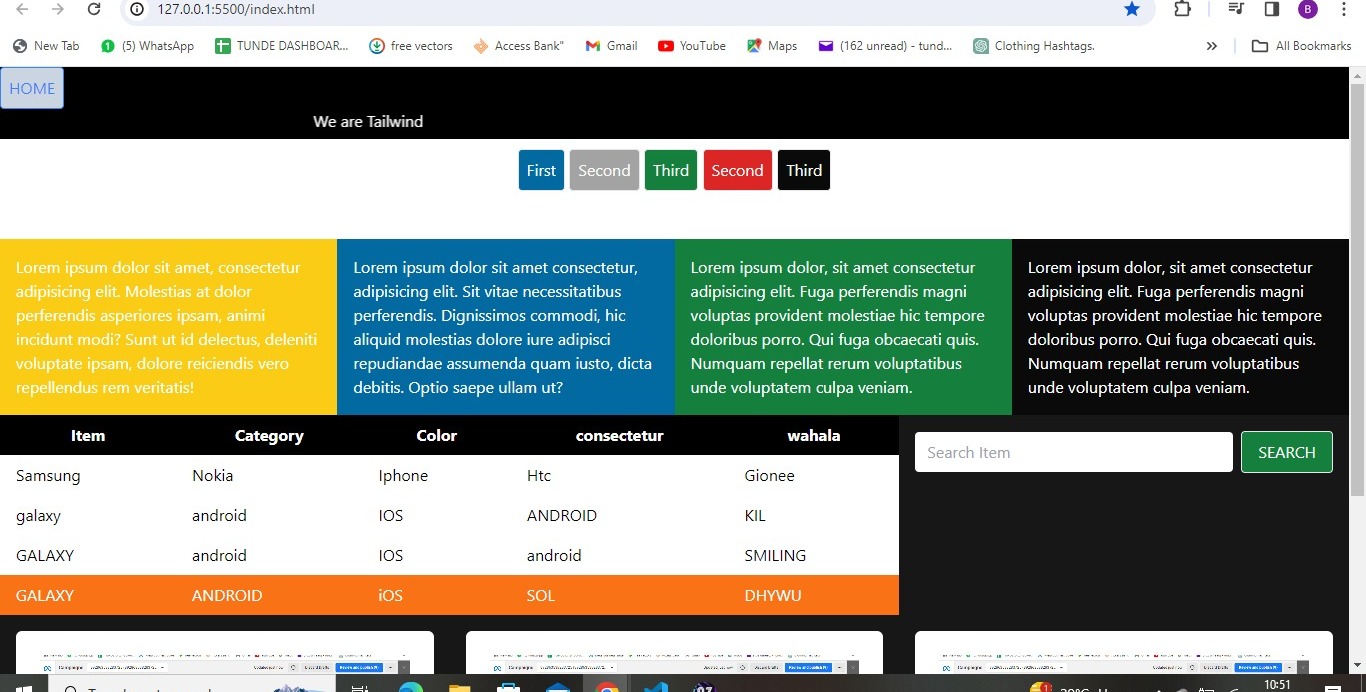 127.0.0.1:5500/index.html
B
New Tab
(5) WhatsApp
TUNDE DASHBOAR...
free vectors
Access Bank"
Gmail
YouTube
Maps
(162 unread) - tund...
Clothing Hashtags.
All Bookmarks
HOME
We are Tailwind
First Second Third Second Third
Lorem ipsum dolor sit amet, consectetur
adipisicing elit. Molestias at dolor
perferendis asperiores ipsam, animi
incidunt modi? Sunt ut id delectus, deleniti
voluptate ipsam, dolore reiciendis vero
repellendus rem veritatis!
Lorem ipsum dolor sit amet consectetur,
adipisicing elit. Sit vitae necessitatibus
perferendis. Dignissimos commodi, hic
aliquid molestias dolore iure adipisci
repudiandae assumenda quam iusto, dicta
debitis. Optio saepe ullam ut?
Lorem ipsum dolor, sit amet consectetur
adipisicing elit. Fuga perferendis magni
voluptas provident molestiae hic tempore
doloribus porro. Qui fuga obcaecati quis.
Numquam repellat rerum voluptatibus
unde voluptatem culpa veniam.
Lorem ipsum dolor, sit amet consectetur
adipisicing elit. Fuga perferendis magni
voluptas provident molestiae hic tempore
doloribus porro. Qui fuga obcaecati quis.
Numquam repellat rerum voluptatibus
unde voluptatem culpa veniam.
Item Category Color consectetur wahala
Samsung Nokia Iphone Htc Gionee
galaxy android IOS ANDROID KIL
GALAXY android IOS android SMILING
GALAXY ANDROID iOS SOL DHYWU
Search Item
SEARCH
Campaigns
Campaigns
10:51